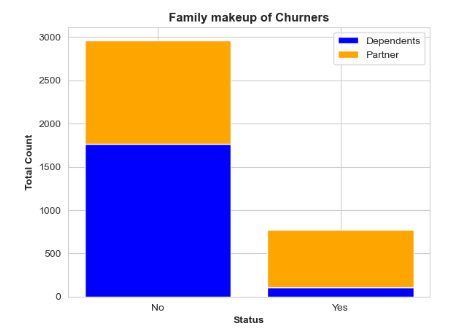 Family makeup of Churners
Dependents
Partner
3000
2500
2000
1500
1000
500
0
Total Count
No
Yes
Status